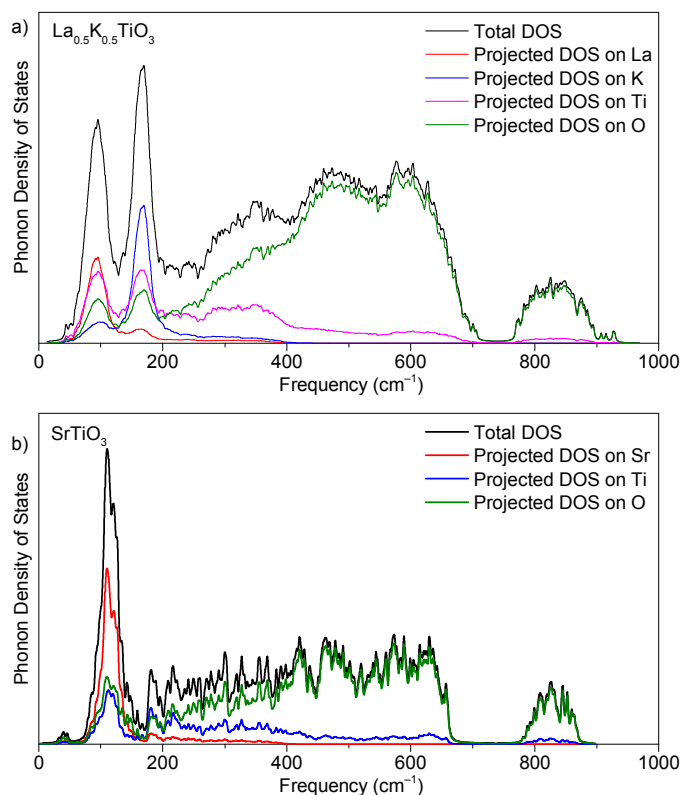 a)
La0.5K0.5TiO3
Total DOS
Projected DOS on La
Projected DOS on K
Projected DOS on Ti
Projected DOS on O
Phonon Density of States
0 200 400 600 800 1000
Frequency (cm⁻¹)
b)
SrTiO3
Total DOS
Projected DOS on Sr
Projected DOS on Ti
Projected DOS on O
Phonon Density of States
0 200 400 600 800 1000
Frequency (cm⁻¹)